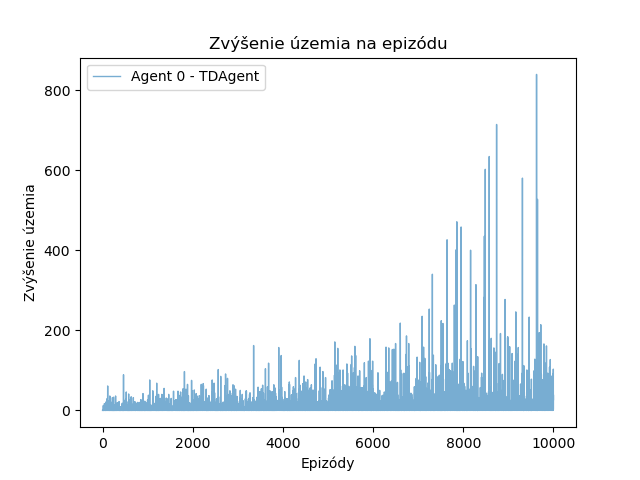 Zvýšenie územia na epizódu
Agent 0 - TDAgent
800
600
400
200
0
Zvýšenie územia
0 2000 4000 6000 8000 10000
Epizódy